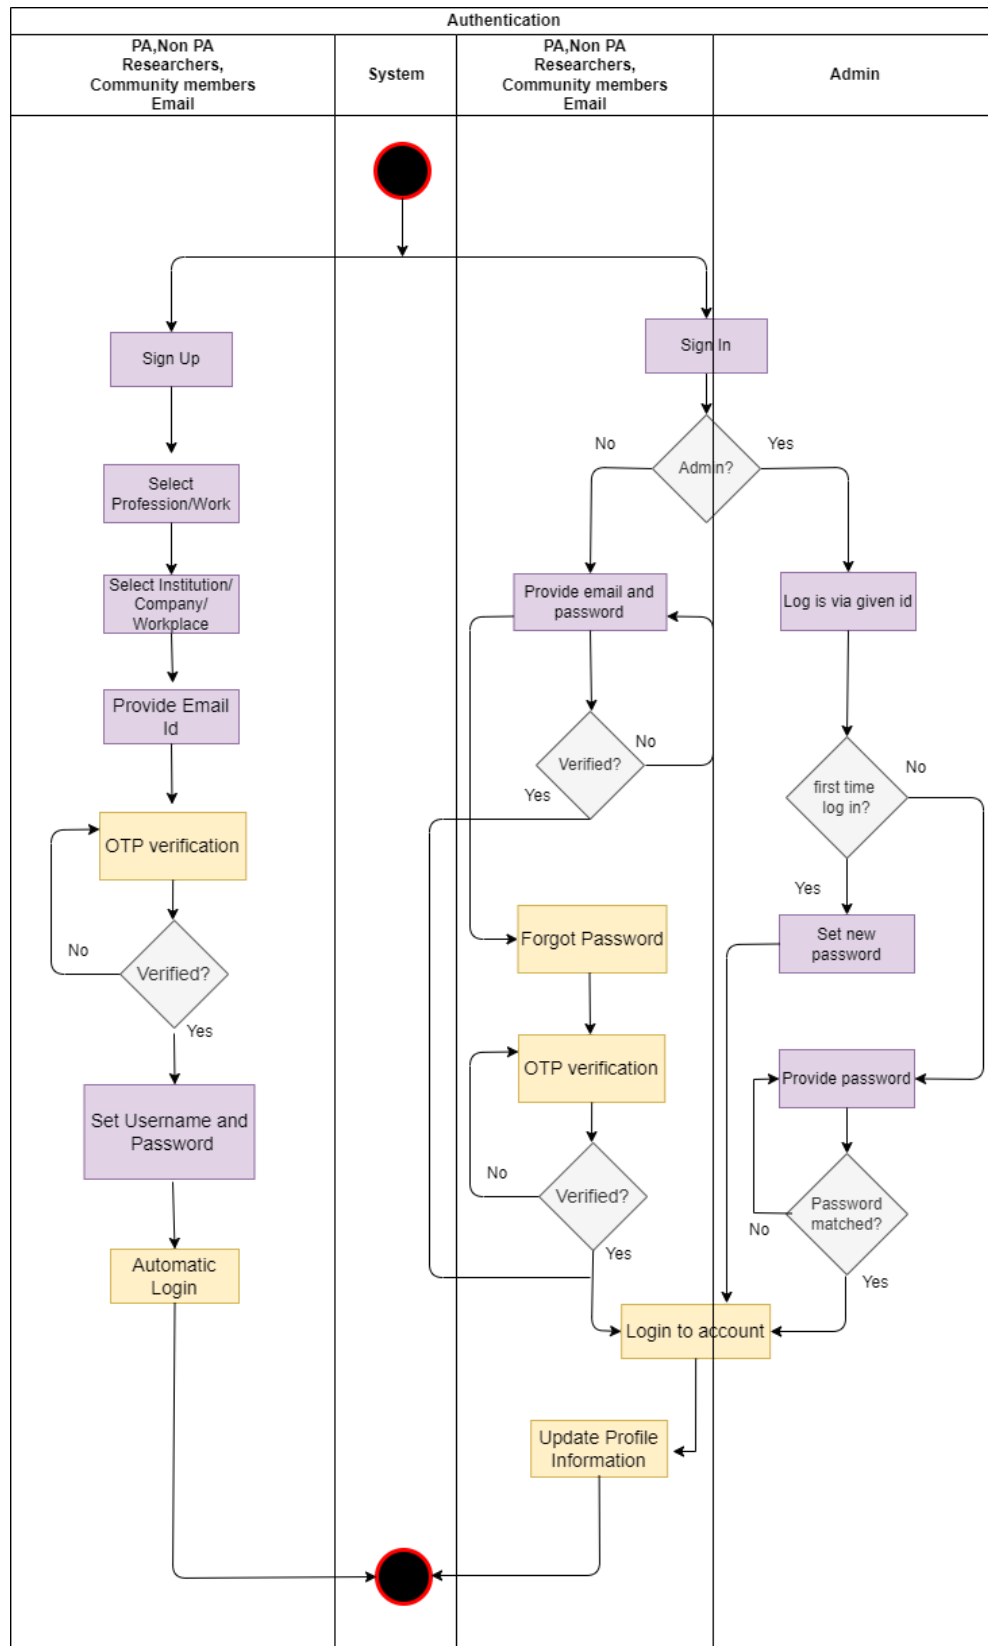 Authentication
PA,Non PA
Researchers,
Community members
Email
System
PA,Non PA
Researchers,
Community members
Email
Admin
Sign Up
Select
Profession/Work
Select Institution/
Company/
Workplace
Provide Email
Id
OTP verification
No
Verified?
Yes
Set Username and
Password
Automatic
Login
Sign In
No
Yes
Admin?
Provide email and
password
No
Verified?
Yes
Forgot Password
OTP verification
No
Verified?
Yes
Log is via given id
No
first time
log in?
Yes
Set new
password
Provide password
Password
matched?
No
Yes
Login to account
Update Profile
Information